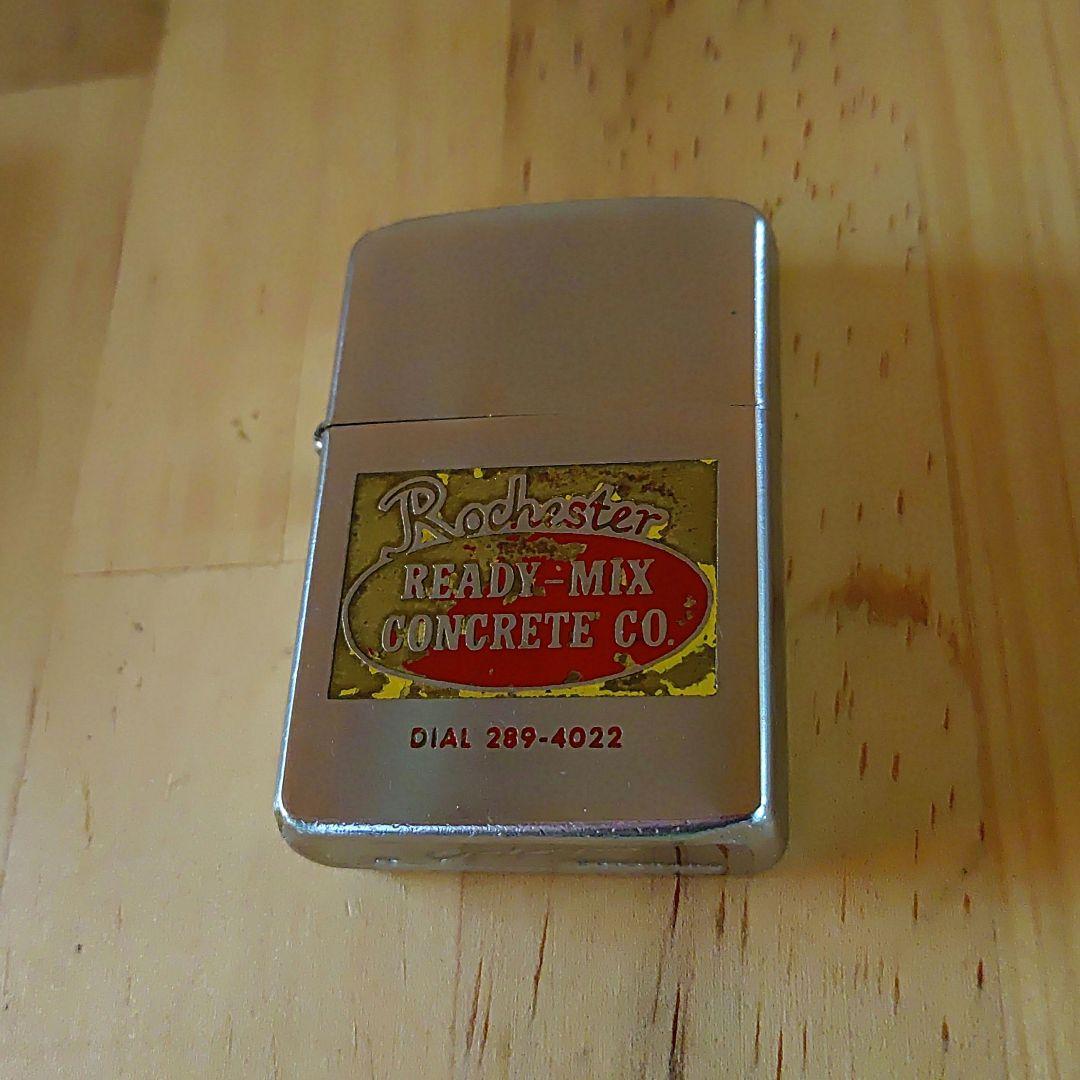 Rochester
READY-MIX
CONCRETE CO.
DIAL 289-4022